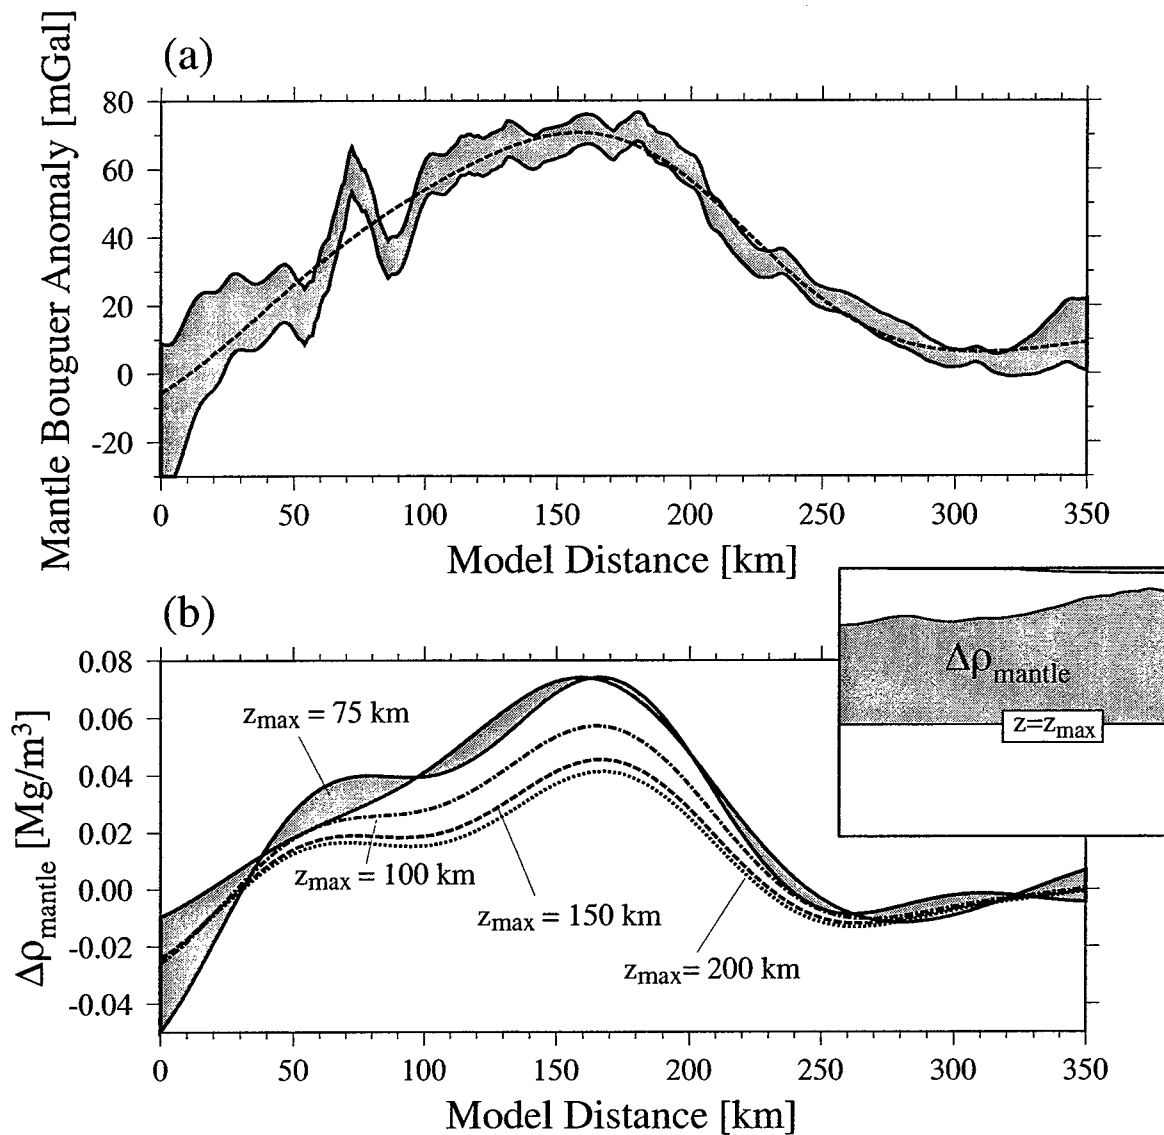 (a)
Mantle Bouguer Anomaly [mGal]
80
60
40
20
0
-20
0 50 100 150 200 250 300 350
Model Distance [km]
(b)
Δρmantle
z=zmax
Δρmantle [Mg/m³]
0.08
0.06
0.04
0.02
0.00
-0.02
-0.04
zmax = 75 km
zmax = 100 km
zmax = 150 km
zmax= 200 km
0 50 100 150 200 250 300 350
Model Distance [km]